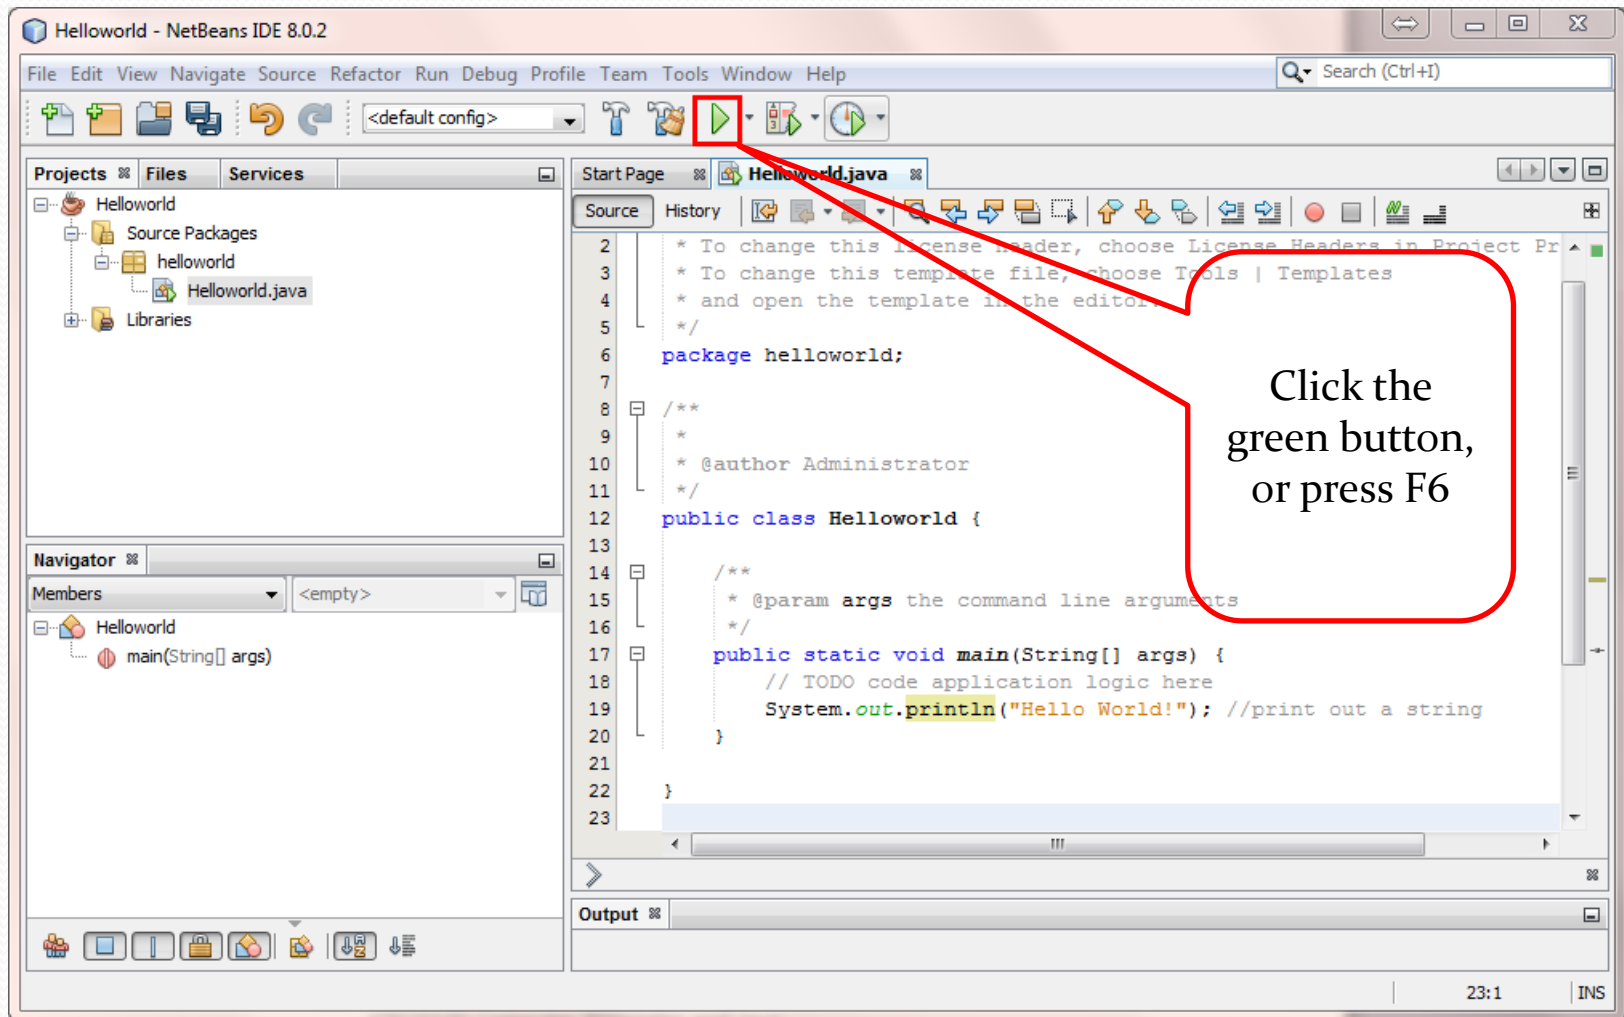 Helloworld - NetBeans IDE 8.0.2
File Edit View Navigate Source Refactor Run Debug Profile Team Tools Window Help
Search (Ctrl+I)
<default config>
Projects Files Services
Helloworld
Source Packages
helloworld
Helloworld.java
Libraries
Navigator
Members <empty>
Helloworld
main(String[] args)
Start Page Helloworld.java
Source History
2 * To change this license header, choose License Headers in Project Pr
3 * To change this template file, choose Tools | Templates
4 * and open the template in the editor.
5 */
6 package helloworld;
7
8 /**
9 *
10 * @author Administrator
11 */
12 public class Helloworld {
13
14 /**
15 * @param args the command line arguments
16 */
17 public static void main(String[] args) {
18 // TODO code application logic here
19 System.out.println("Hello World!"); //print out a string
20 }
21
22 }
23
Click the
green button,
or press F6
Output
23:1 INS